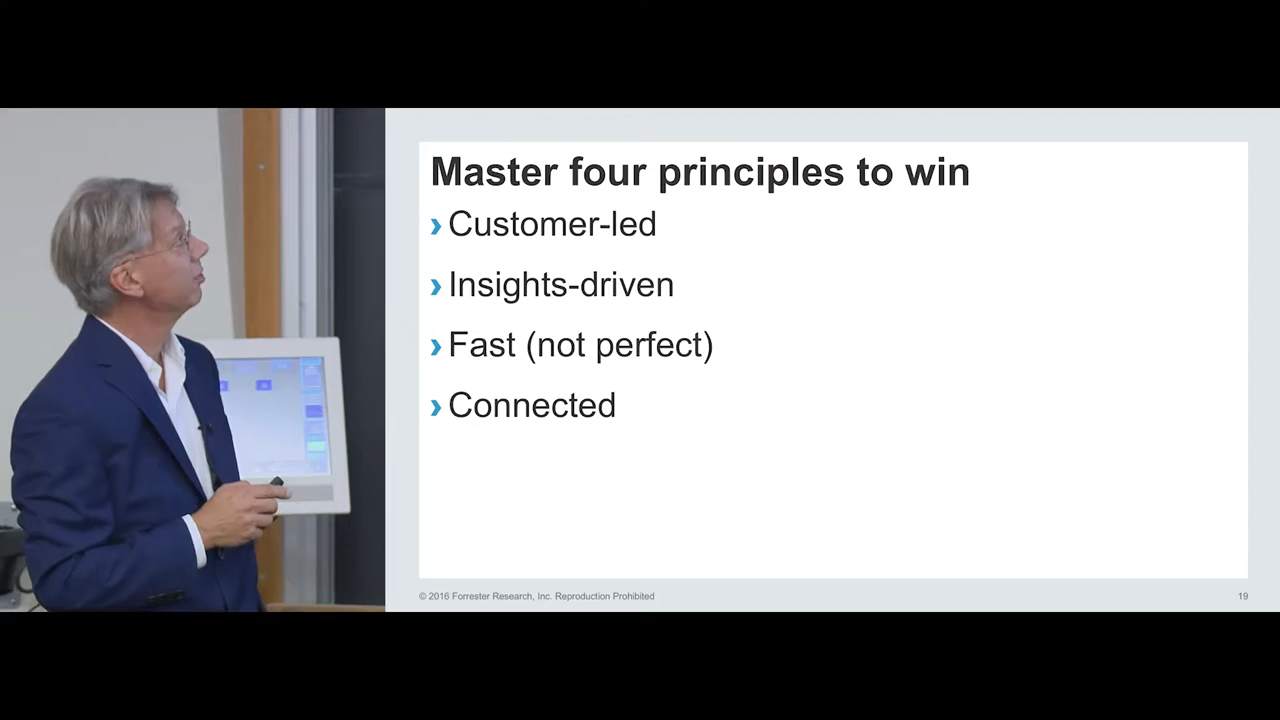 Master four principles to win
› Customer-led
› Insights-driven
› Fast (not perfect)
› Connected
© 2016 Forrester Research, Inc. Reproduction Prohibited
19